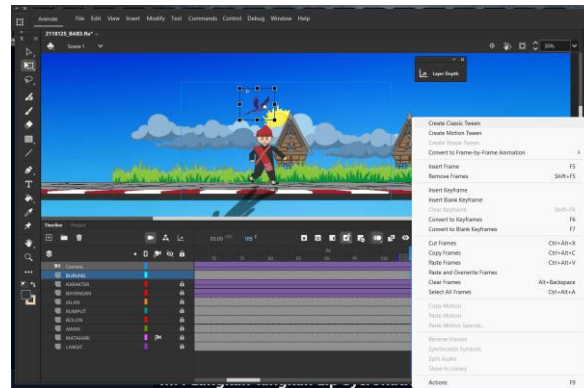 Animate File Edit View Insert Modify Text Commands Control Debug Window Help
2118125_BAB3.fla*
Scene 1
35%
Layer Depth
Create Classic Tween
Create Motion Tween
Create Shape Tween
Convert to Frame-by-Frame Animation
Insert Frame F5
Remove Frames Shift+F5
Insert Keyframe
Insert Blank Keyframe
Clear Keyframe Shift+F6
Convert to Keyframes F6
Convert to Blank Keyframes F7
Cut Frames Ctrl+Alt+X
Copy Frames Ctrl+Alt+C
Paste Frames Ctrl+Alt+V
Paste and Overwrite Frames
Clear Frames Alt+Backspace
Select All Frames Ctrl+Alt+A
Copy Motion
Paste Motion
Paste Motion Special...
Reverse Frames
Synchronize Symbols
Split Audio
Show in Library
Actions F9
Timeline Output
105 F
Camera
BURUNG
KARAKTER
BAYANGAN
JALAN
RUMPUT
AWAN
MATAHARI
LANGIT